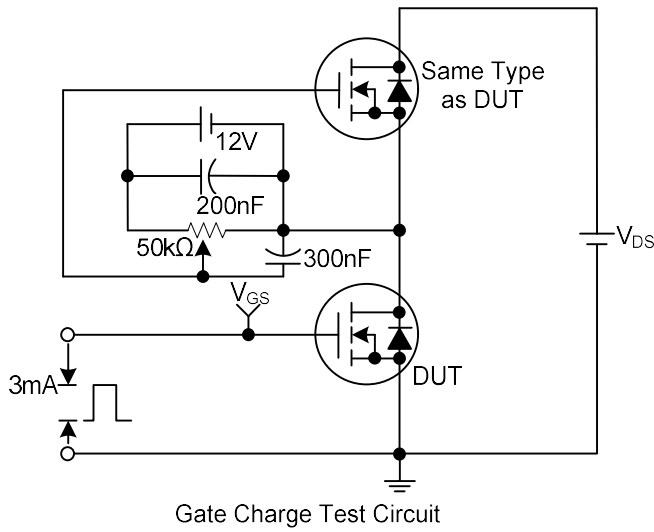 Same Type
as DUT
12V
200nF
50kΩ
300nF
V_DS
V_GS
3mA
DUT
Gate Charge Test Circuit